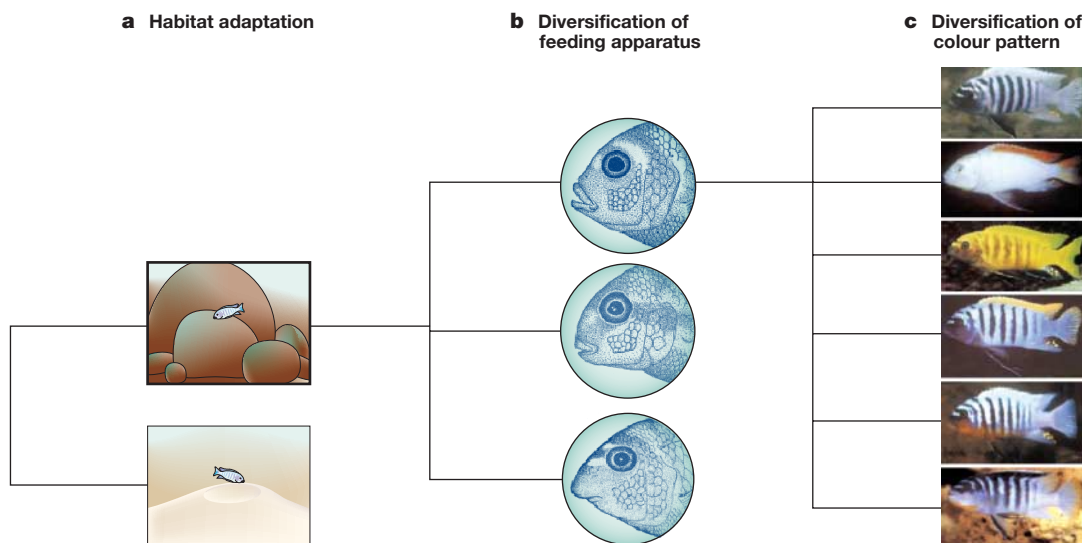 a Habitat adaptation
b Diversification of
feeding apparatus
c Diversification of
colour pattern